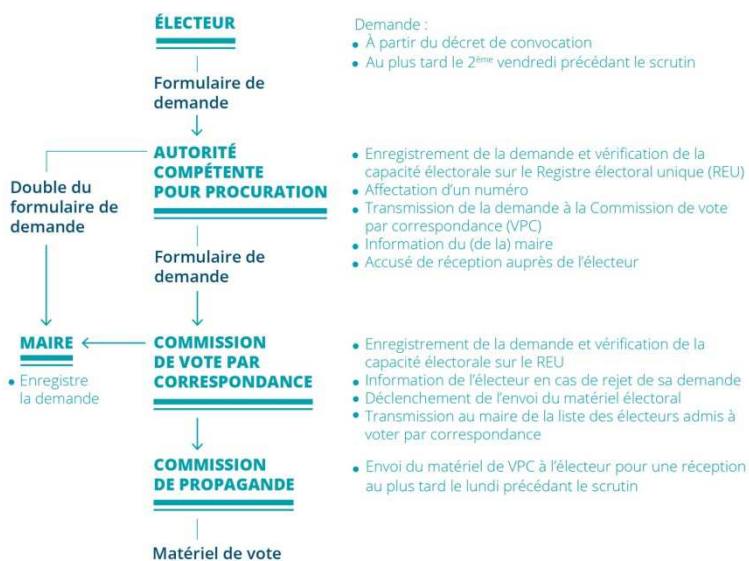 ÉLECTEUR
Demande :
• À partir du décret de convocation
• Au plus tard le 2ème vendredi précédant le scrutin
Formulaire de
demande
AUTORITÉ
COMPÉTENTE
POUR PROCURATION
• Enregistrement de la demande et vérification de la
capacité électorale sur le Registre électoral unique (REU)
• Affectation d’un numéro
• Transmission de la demande à la Commission de vote
par correspondance (VPC)
• Information du (de la) maire
• Accusé de réception auprès de l’électeur
Double du
formulaire de
demande
Formulaire de
demande
MAIRE
• Enregistre
la demande
COMMISSION
DE VOTE PAR
CORRESPONDANCE
• Enregistrement de la demande et vérification de la
capacité électorale sur le REU
• Information de l’électeur en cas de rejet de sa demande
• Déclenchement de l’envoi du matériel électoral
• Transmission au maire de la liste des électeurs admis à
voter par correspondance
COMMISSION
DE PROPAGANDE
• Envoi du matériel de VPC à l’électeur pour une réception
au plus tard le lundi précédant le scrutin
Matériel de vote